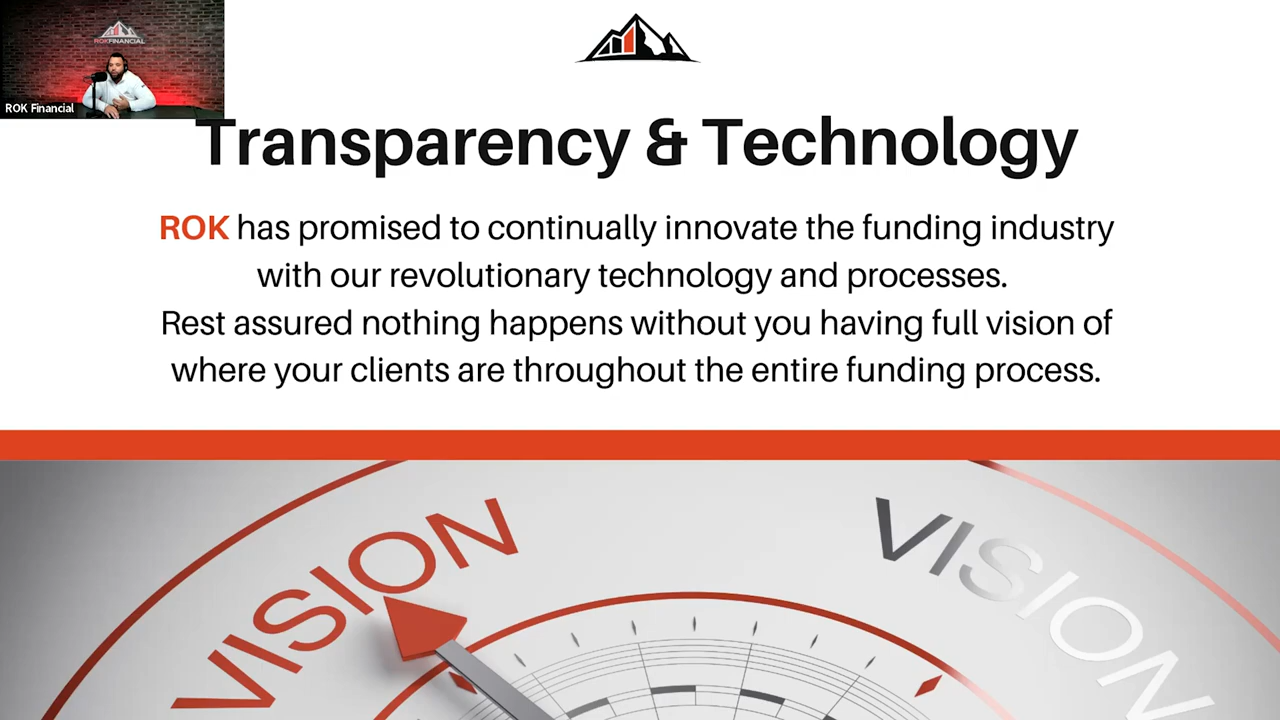 ROKFINANCIAL
ROK Financial
Transparency & Technology
ROK has promised to continually innovate the funding industry
with our revolutionary technology and processes.
Rest assured nothing happens without you having full vision of
where your clients are throughout the entire funding process.
VISION
VISION